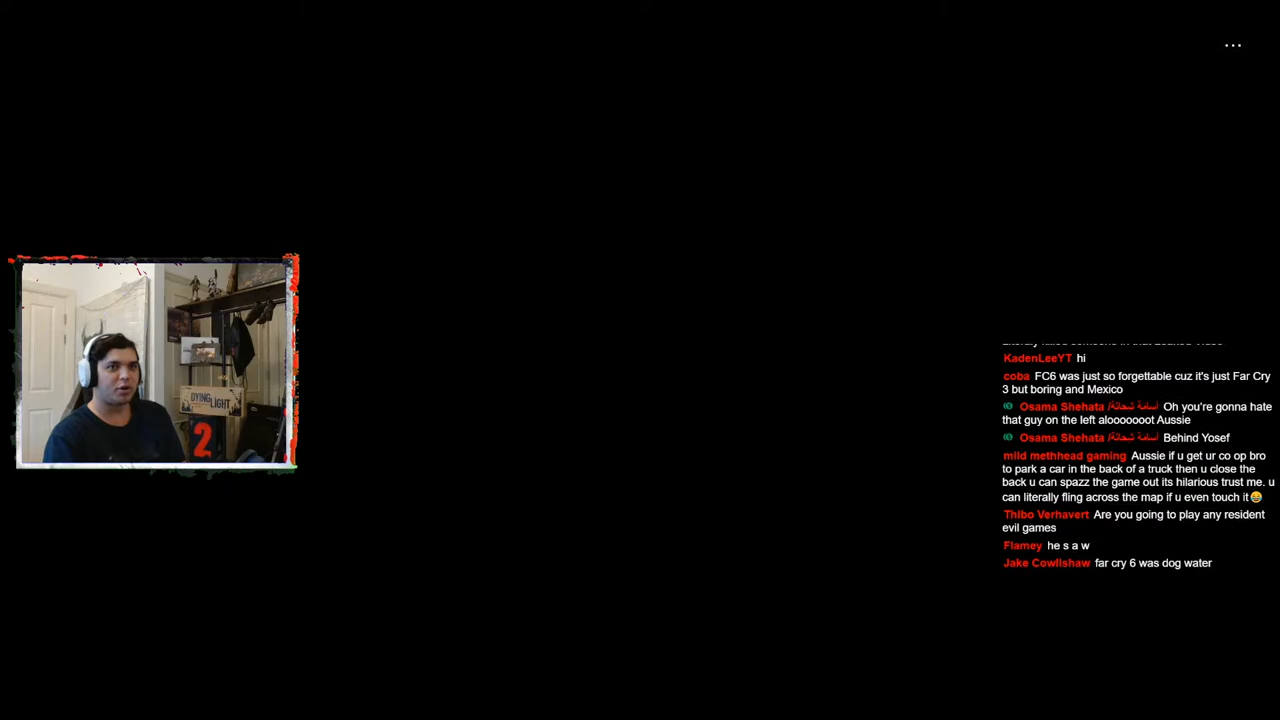 ...
KadenLeeYT hi
coba FC6 was just so forgettable cuz it's just Far Cry
3 but boring and Mexico
Osama Shehata /أسامة شحاتة Oh you're gonna hate
that guy on the left alooooooot Aussie
Osama Shehata /أسامة شحاتة Behind Yosef
mild methhead gaming Aussie if u get ur co op bro
to park a car in the back of a truck then u close the
back u can spazz the game out its hilarious trust me. u
can literally fling across the map if u even touch it😅
Thibo Verhavert Are you going to play any resident
evil games
Flamey he s a w
Jake Cowlishaw far cry 6 was dog water
DYING
LIGHT
2